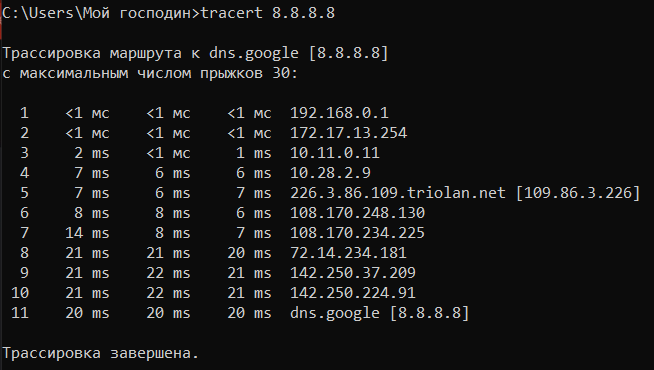 C:\Users\Мой господин>tracert 8.8.8.8
Трассировка маршрута к dns.google [8.8.8.8]
с максимальным числом прыжков 30:
1 <1 мс <1 мс <1 мс 192.168.0.1
2 <1 мс <1 мс <1 мс 172.17.13.254
3 2 ms <1 мс 1 ms 10.11.0.11
4 7 ms 6 ms 6 ms 10.28.2.9
5 7 ms 6 ms 7 ms 226.3.86.109.triolan.net [109.86.3.226]
6 8 ms 8 ms 6 ms 108.170.248.130
7 14 ms 8 ms 7 ms 108.170.234.225
8 21 ms 21 ms 20 ms 72.14.234.181
9 21 ms 22 ms 21 ms 142.250.37.209
10 21 ms 22 ms 21 ms 142.250.224.91
11 20 ms 20 ms 20 ms dns.google [8.8.8.8]
Трассировка завершена.